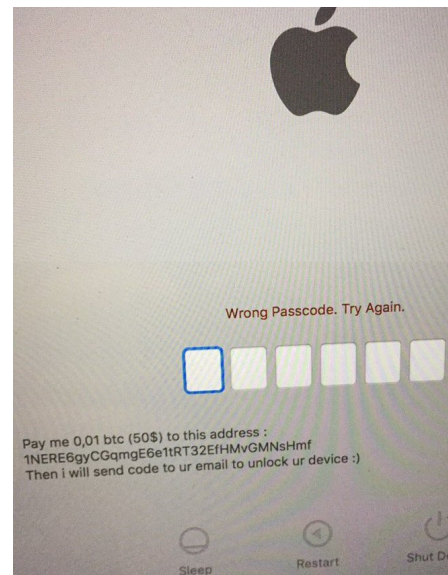 Wrong Passcode. Try Again.
Pay me 0,01 btc (50$) to this address :
1NERE6gyCGqmgE6e1tRT32EfHMvGMNsHmf
Then i will send code to ur email to unlock ur device :)
Sleep
Restart
Shut